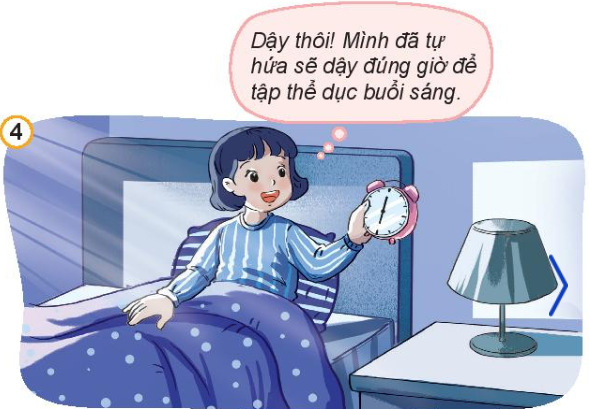 Dậy thôi! Mình đã tự
hứa sẽ dậy đúng giờ để
tập thể dục buổi sáng.
4